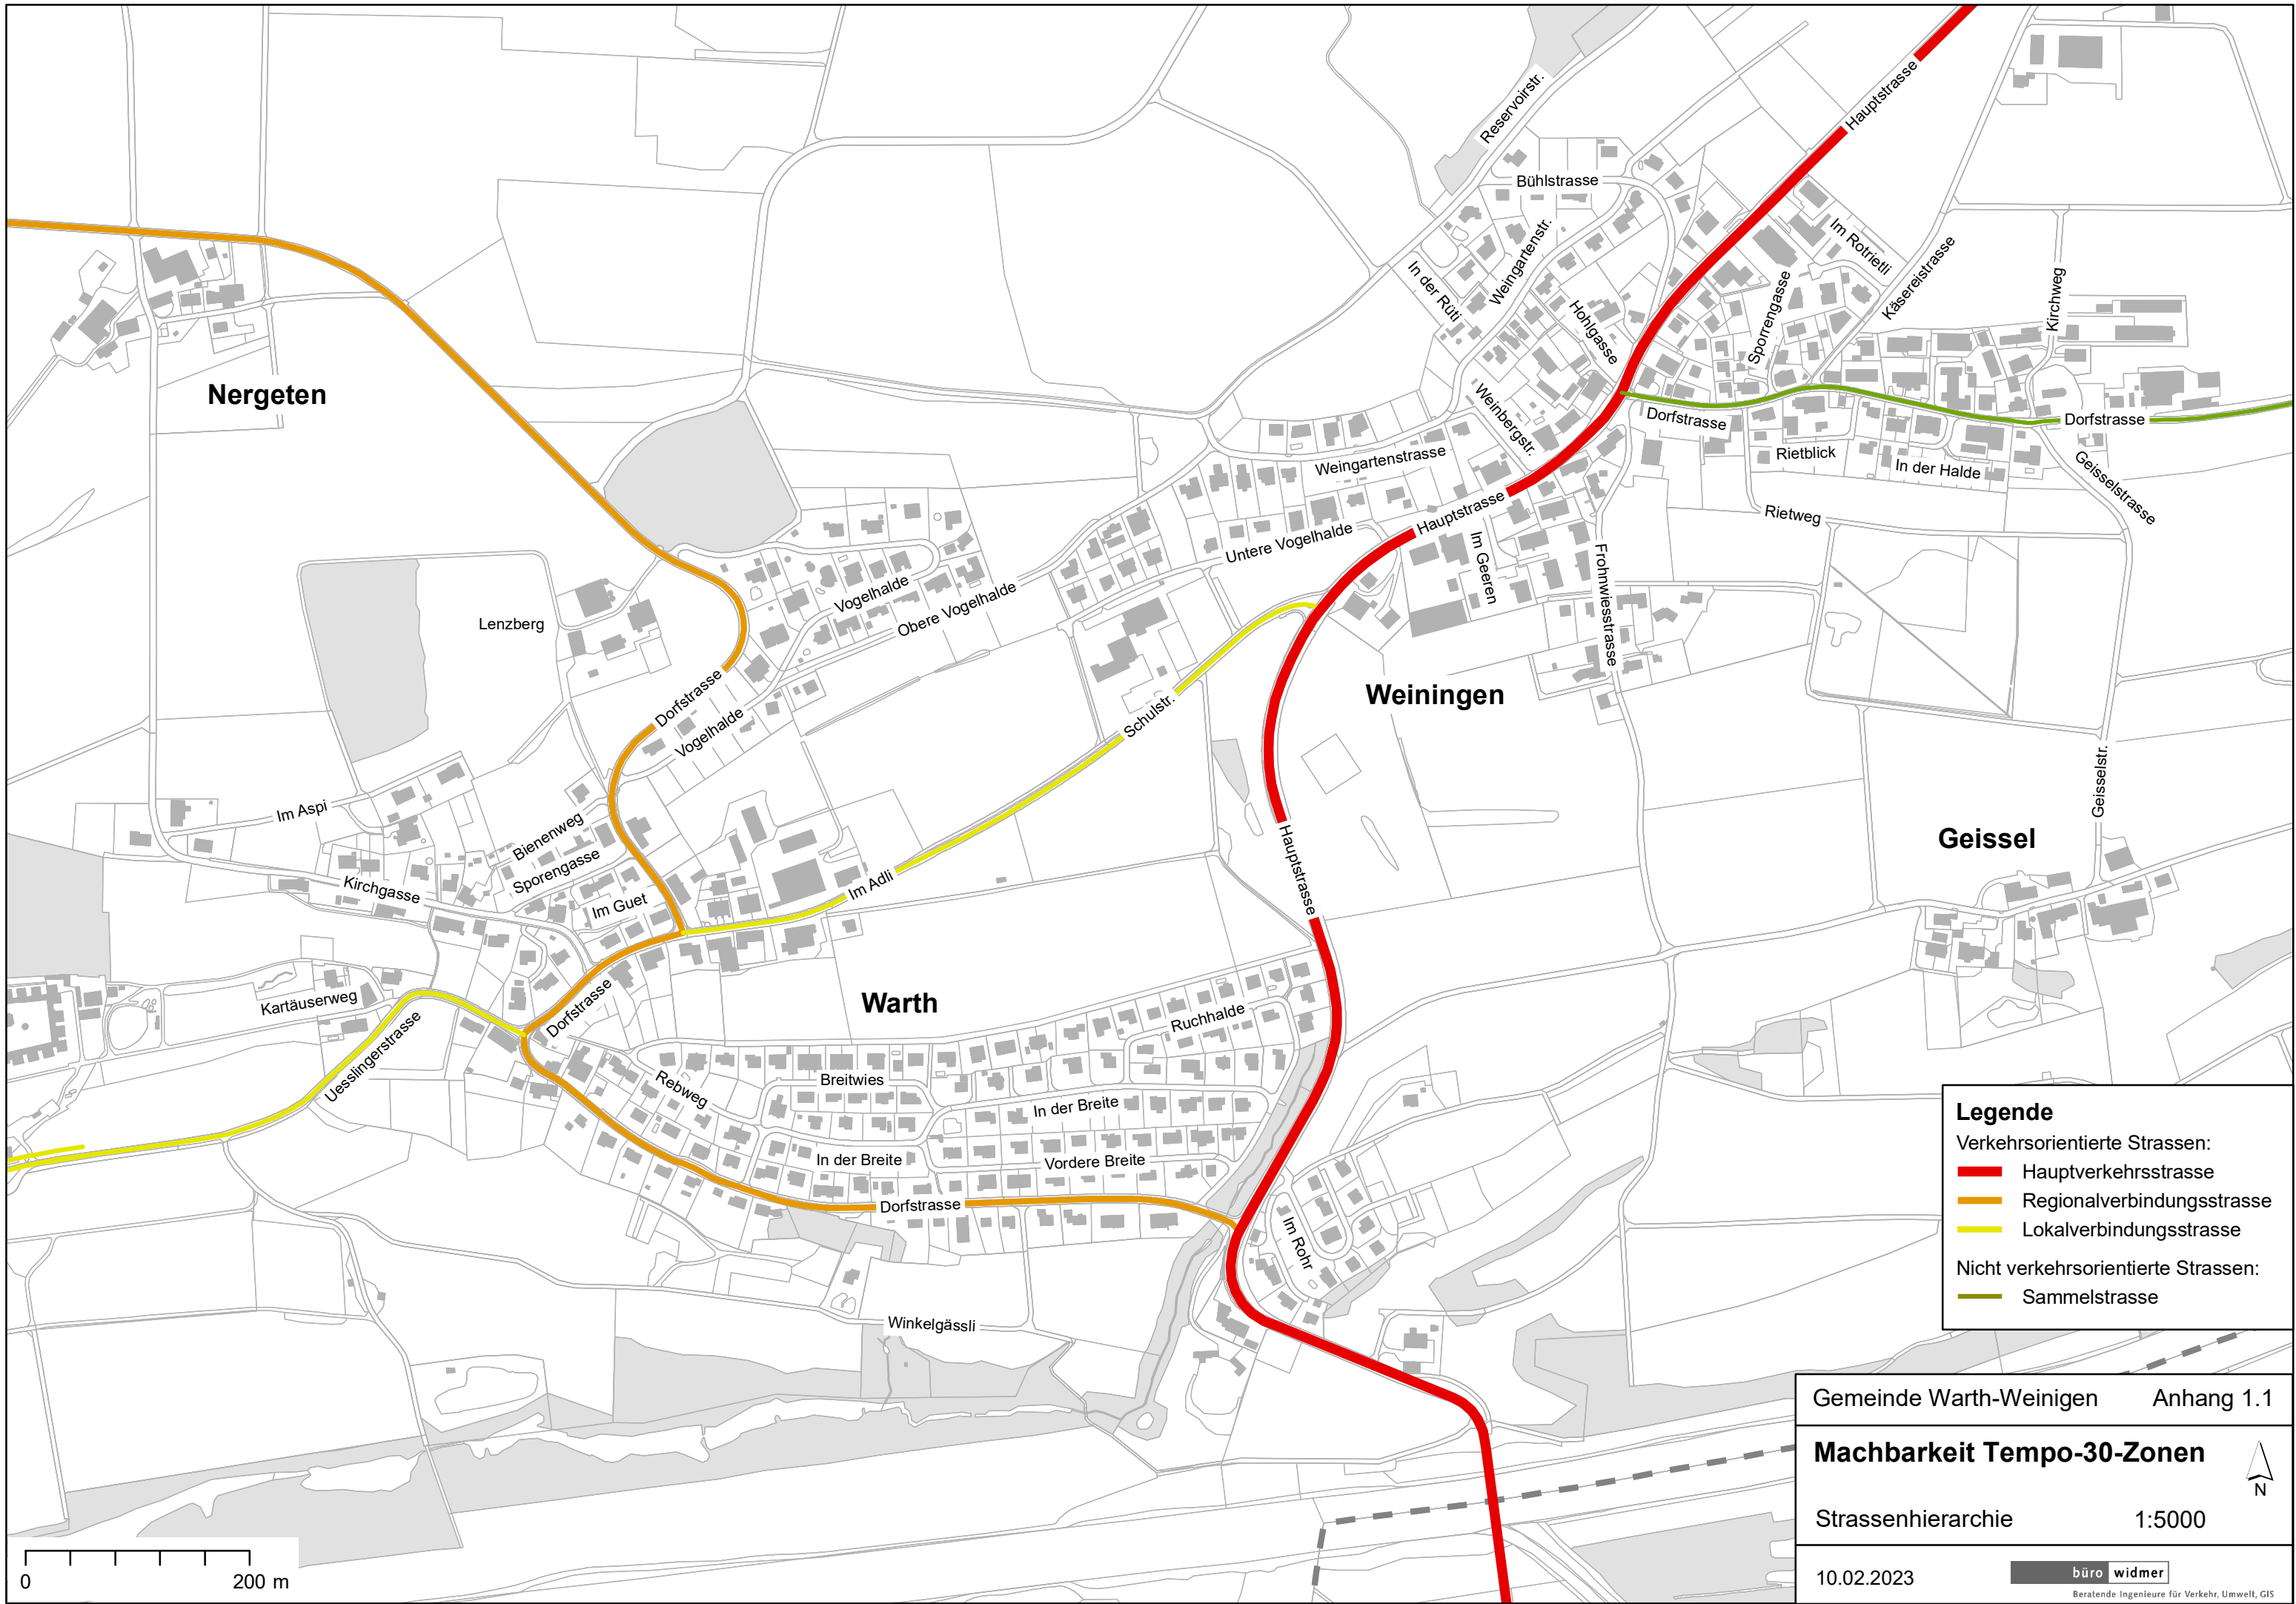 Reservoirstr.
Hauptstrasse
Bühlstrasse
Weingartenstr.
In der Rüti
Hohlgasse
Im Rotrietli
Käsereistrasse
Sporrengasse
Kirchweg
Nergeten
Weinbergstr.
Dorfstrasse
Dorfstrasse
Weingartenstrasse
Rietblick
In der Halde
Geisselstrasse
Hauptstrasse
Rietweg
Untere Vogelhalde
Im Geeren
Frohnwiesstrasse
Vogelhalde
Obere Vogelhalde
Lenzberg
Dorfstrasse
Vogelhalde
Schulstr.
Weiningen
Geisselstr.
Im Aspi
Bienenweg
Sporengasse
Hauptstrasse
Geissel
Kirchgasse
Im Guet
Im Adli
Kartäuserweg
Dorfstrasse
Warth
Ruchhalde
Uesslingerstrasse
Rebweg
Breitwies
In der Breite
In der Breite
Vordere Breite
Dorfstrasse
Im Rohr
Winkelgässli
Legende
Verkehrsorientierte Strassen:
Hauptverkehrsstrasse
Regionalverbindungsstrasse
Lokalverbindungsstrasse
Nicht verkehrsorientierte Strassen:
Sammelstrasse
Gemeinde Warth-Weinigen Anhang 1.1
Machbarkeit Tempo-30-Zonen
N
Strassenhierarchie 1:5000
10.02.2023
büro widmer
Beratende Ingenieure für Verkehr, Umwelt, GIS
0 200 m